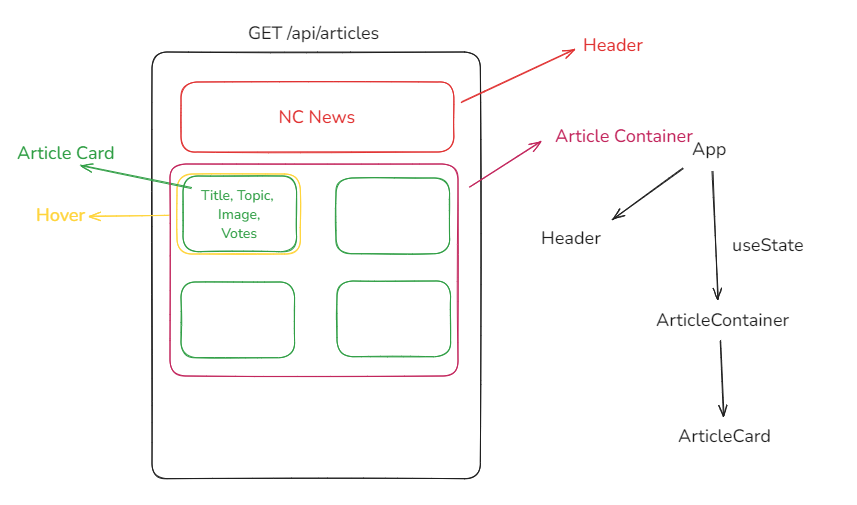 GET /api/articles
Header
NC News
Article Container
Article Card
App
Title, Topic,
Image,
Votes
Hover
Header
useState
ArticleContainer
ArticleCard